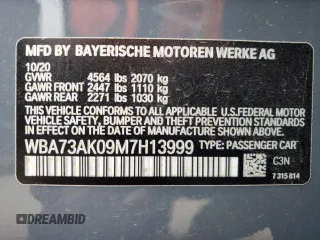 MFD BY BAYERISCHE MOTOREN WERKE AG
10/20
GVWR 4564 lbs 2070 kg
GAWR FRONT 2447 lbs 1110 kg
GAWR REAR 2271 lbs 1030 kg
THIS VEHICLE CONFORMS TO ALL APPLICABLE FEDERAL MOTOR
VEHICLE SAFETY, BUMPER, AND THEFT PREVENTION STANDARDS
IN EFFECT ON THE DATE OF MANUFACTURE SHOWN ABOVE.
WBA73AK09M7H13999 TYPE: PASSENGER CAR
C3N
7 315 814
DREAMBID